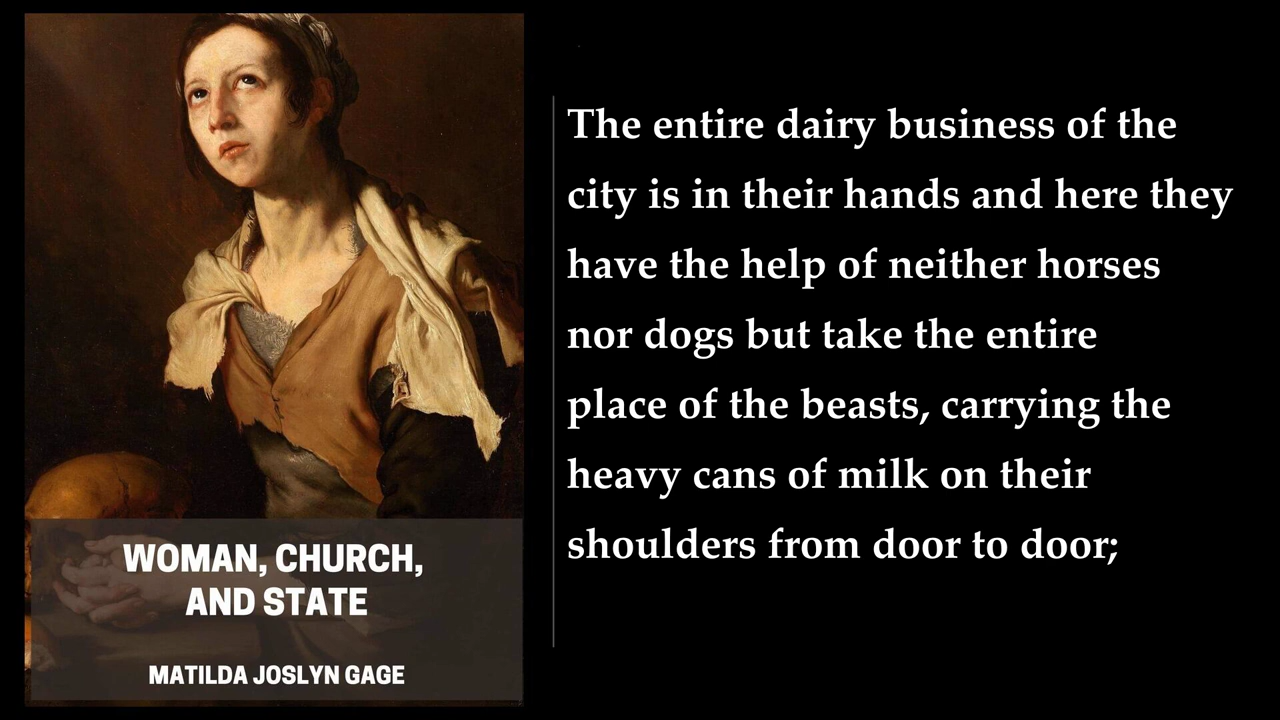 WOMAN, CHURCH,
AND STATE
MATILDA JOSLYN GAGE
The entire dairy business of the
city is in their hands and here they
have the help of neither horses
nor dogs but take the entire
place of the beasts, carrying the
heavy cans of milk on their
shoulders from door to door;